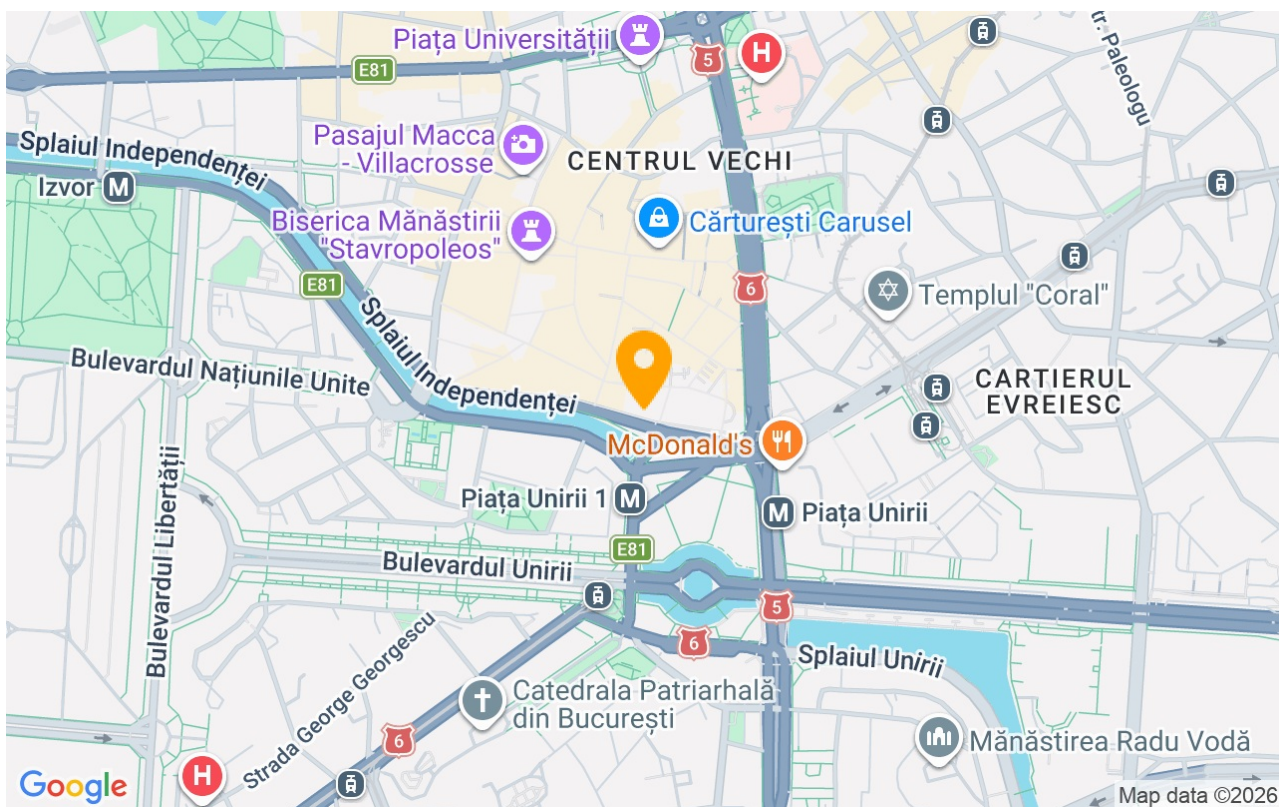 Piața Universității
5
H
tr. Paleologu
E81
Splaiul Independenței
Pasajul Macca
- Villacrosse
CENTRUL VECHI
Izvor M
Biserica Mănăstirii
"Stavropoleos"
Cărturești Carusel
E81
6
Templul "Coral"
Splaiul Independenței
Bulevardul Națiunile Unite
CARTIERUL
EVREIESC
McDonald's
Bulevardul Libertății
Piața Unirii 1 M
M Piața Unirii
E81
Bulevardul Unirii
5
6
Splaiul Unirii
Strada George Georgescu
Catedrala Patriarhală
din București
6
Mănăstirea Radu Vodă
H
Google
Map data ©2026